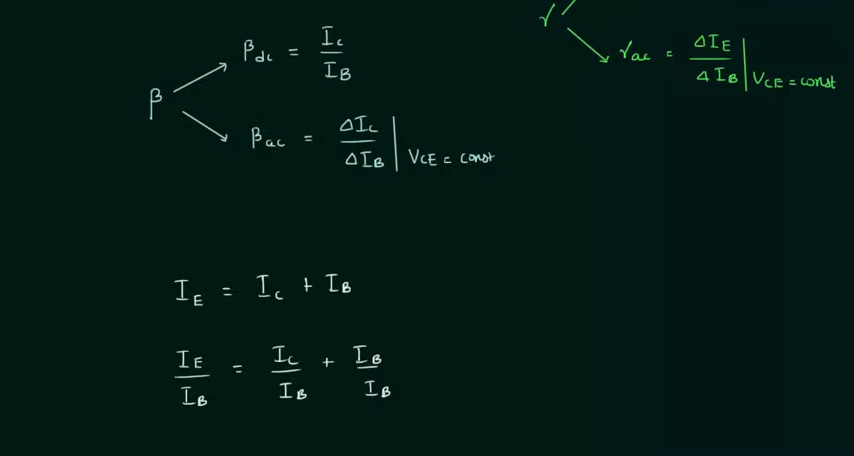 β
β_dc = I_C / I_B
β_ac = ΔI_C / ΔI_B | V_CE = const
γ
γ_ac = ΔI_E / ΔI_B | V_CE = const
I_E = I_C + I_B
I_E / I_B = I_C / I_B + I_B / I_B